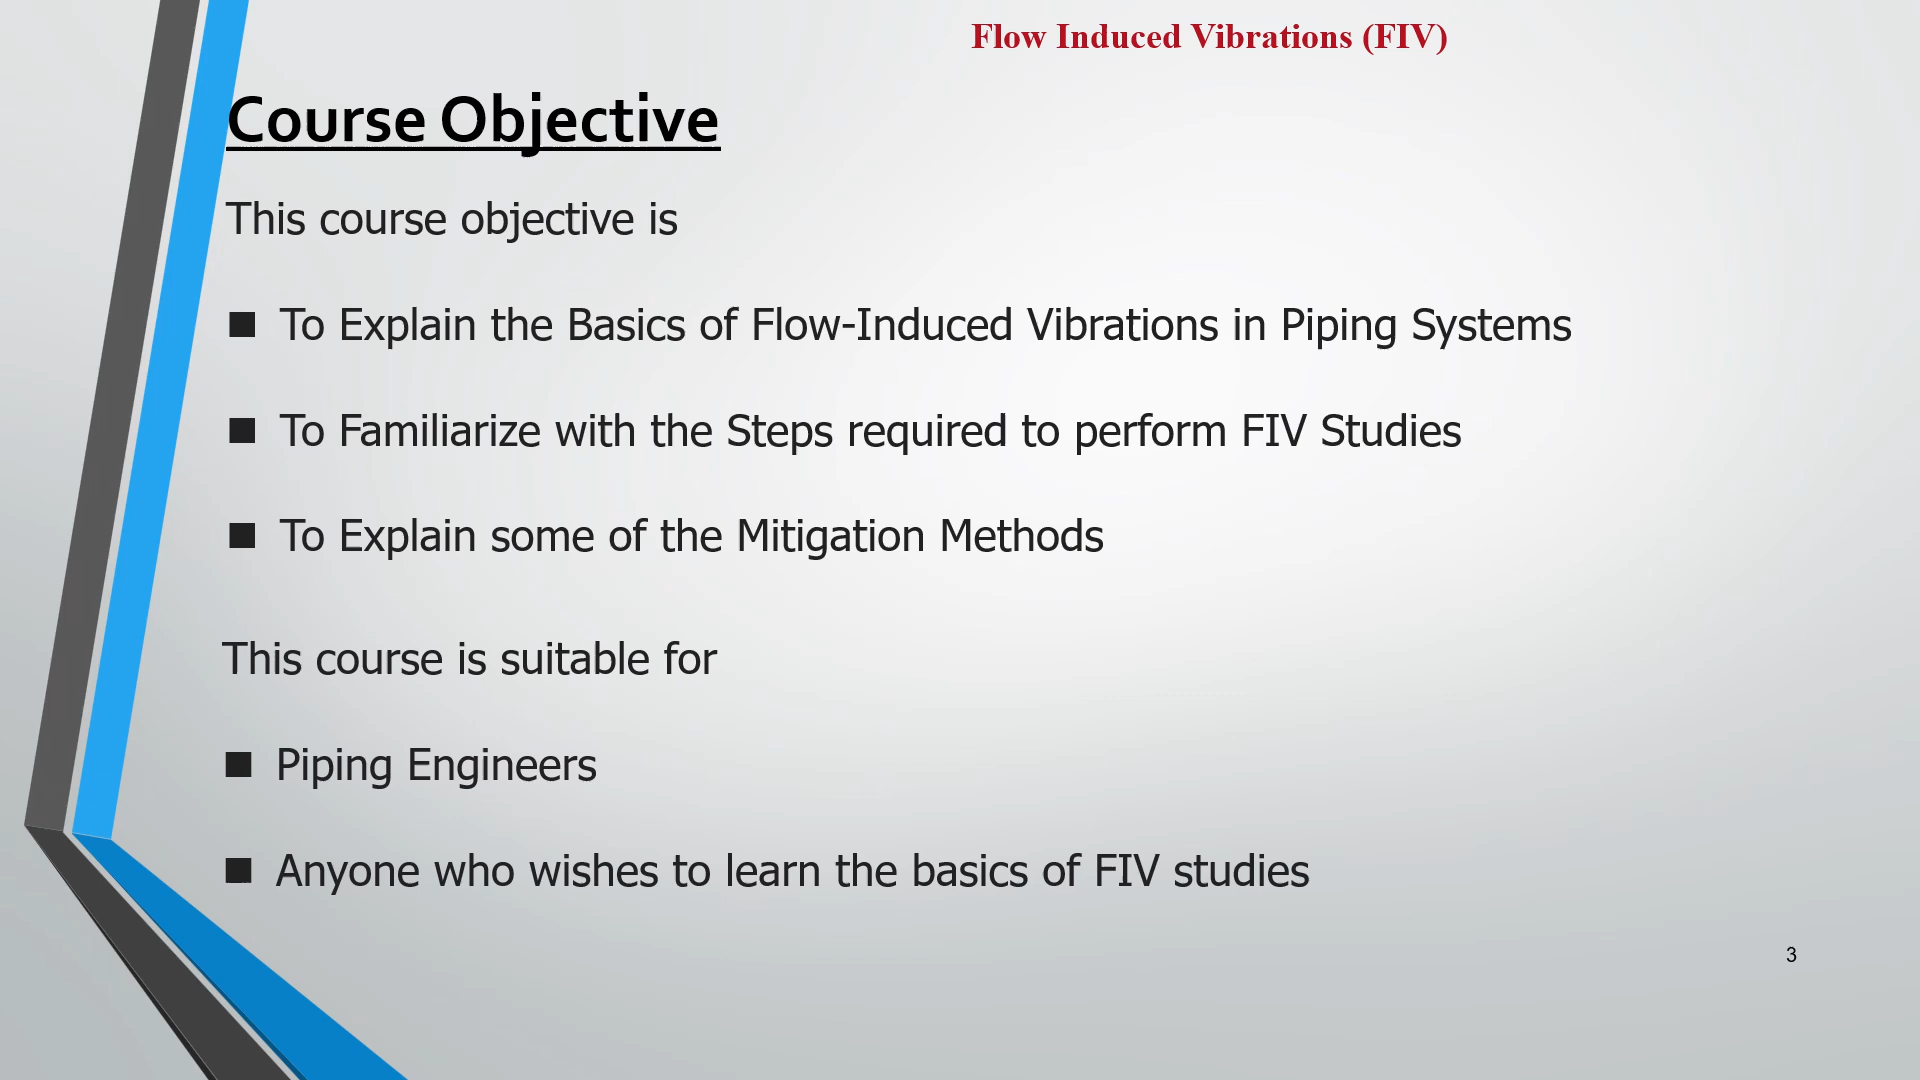 Flow Induced Vibrations (FIV)
Course Objective
This course objective is
■ To Explain the Basics of Flow-Induced Vibrations in Piping Systems
■ To Familiarize with the Steps required to perform FIV Studies
■ To Explain some of the Mitigation Methods
This course is suitable for
■ Piping Engineers
■ Anyone who wishes to learn the basics of FIV studies
3